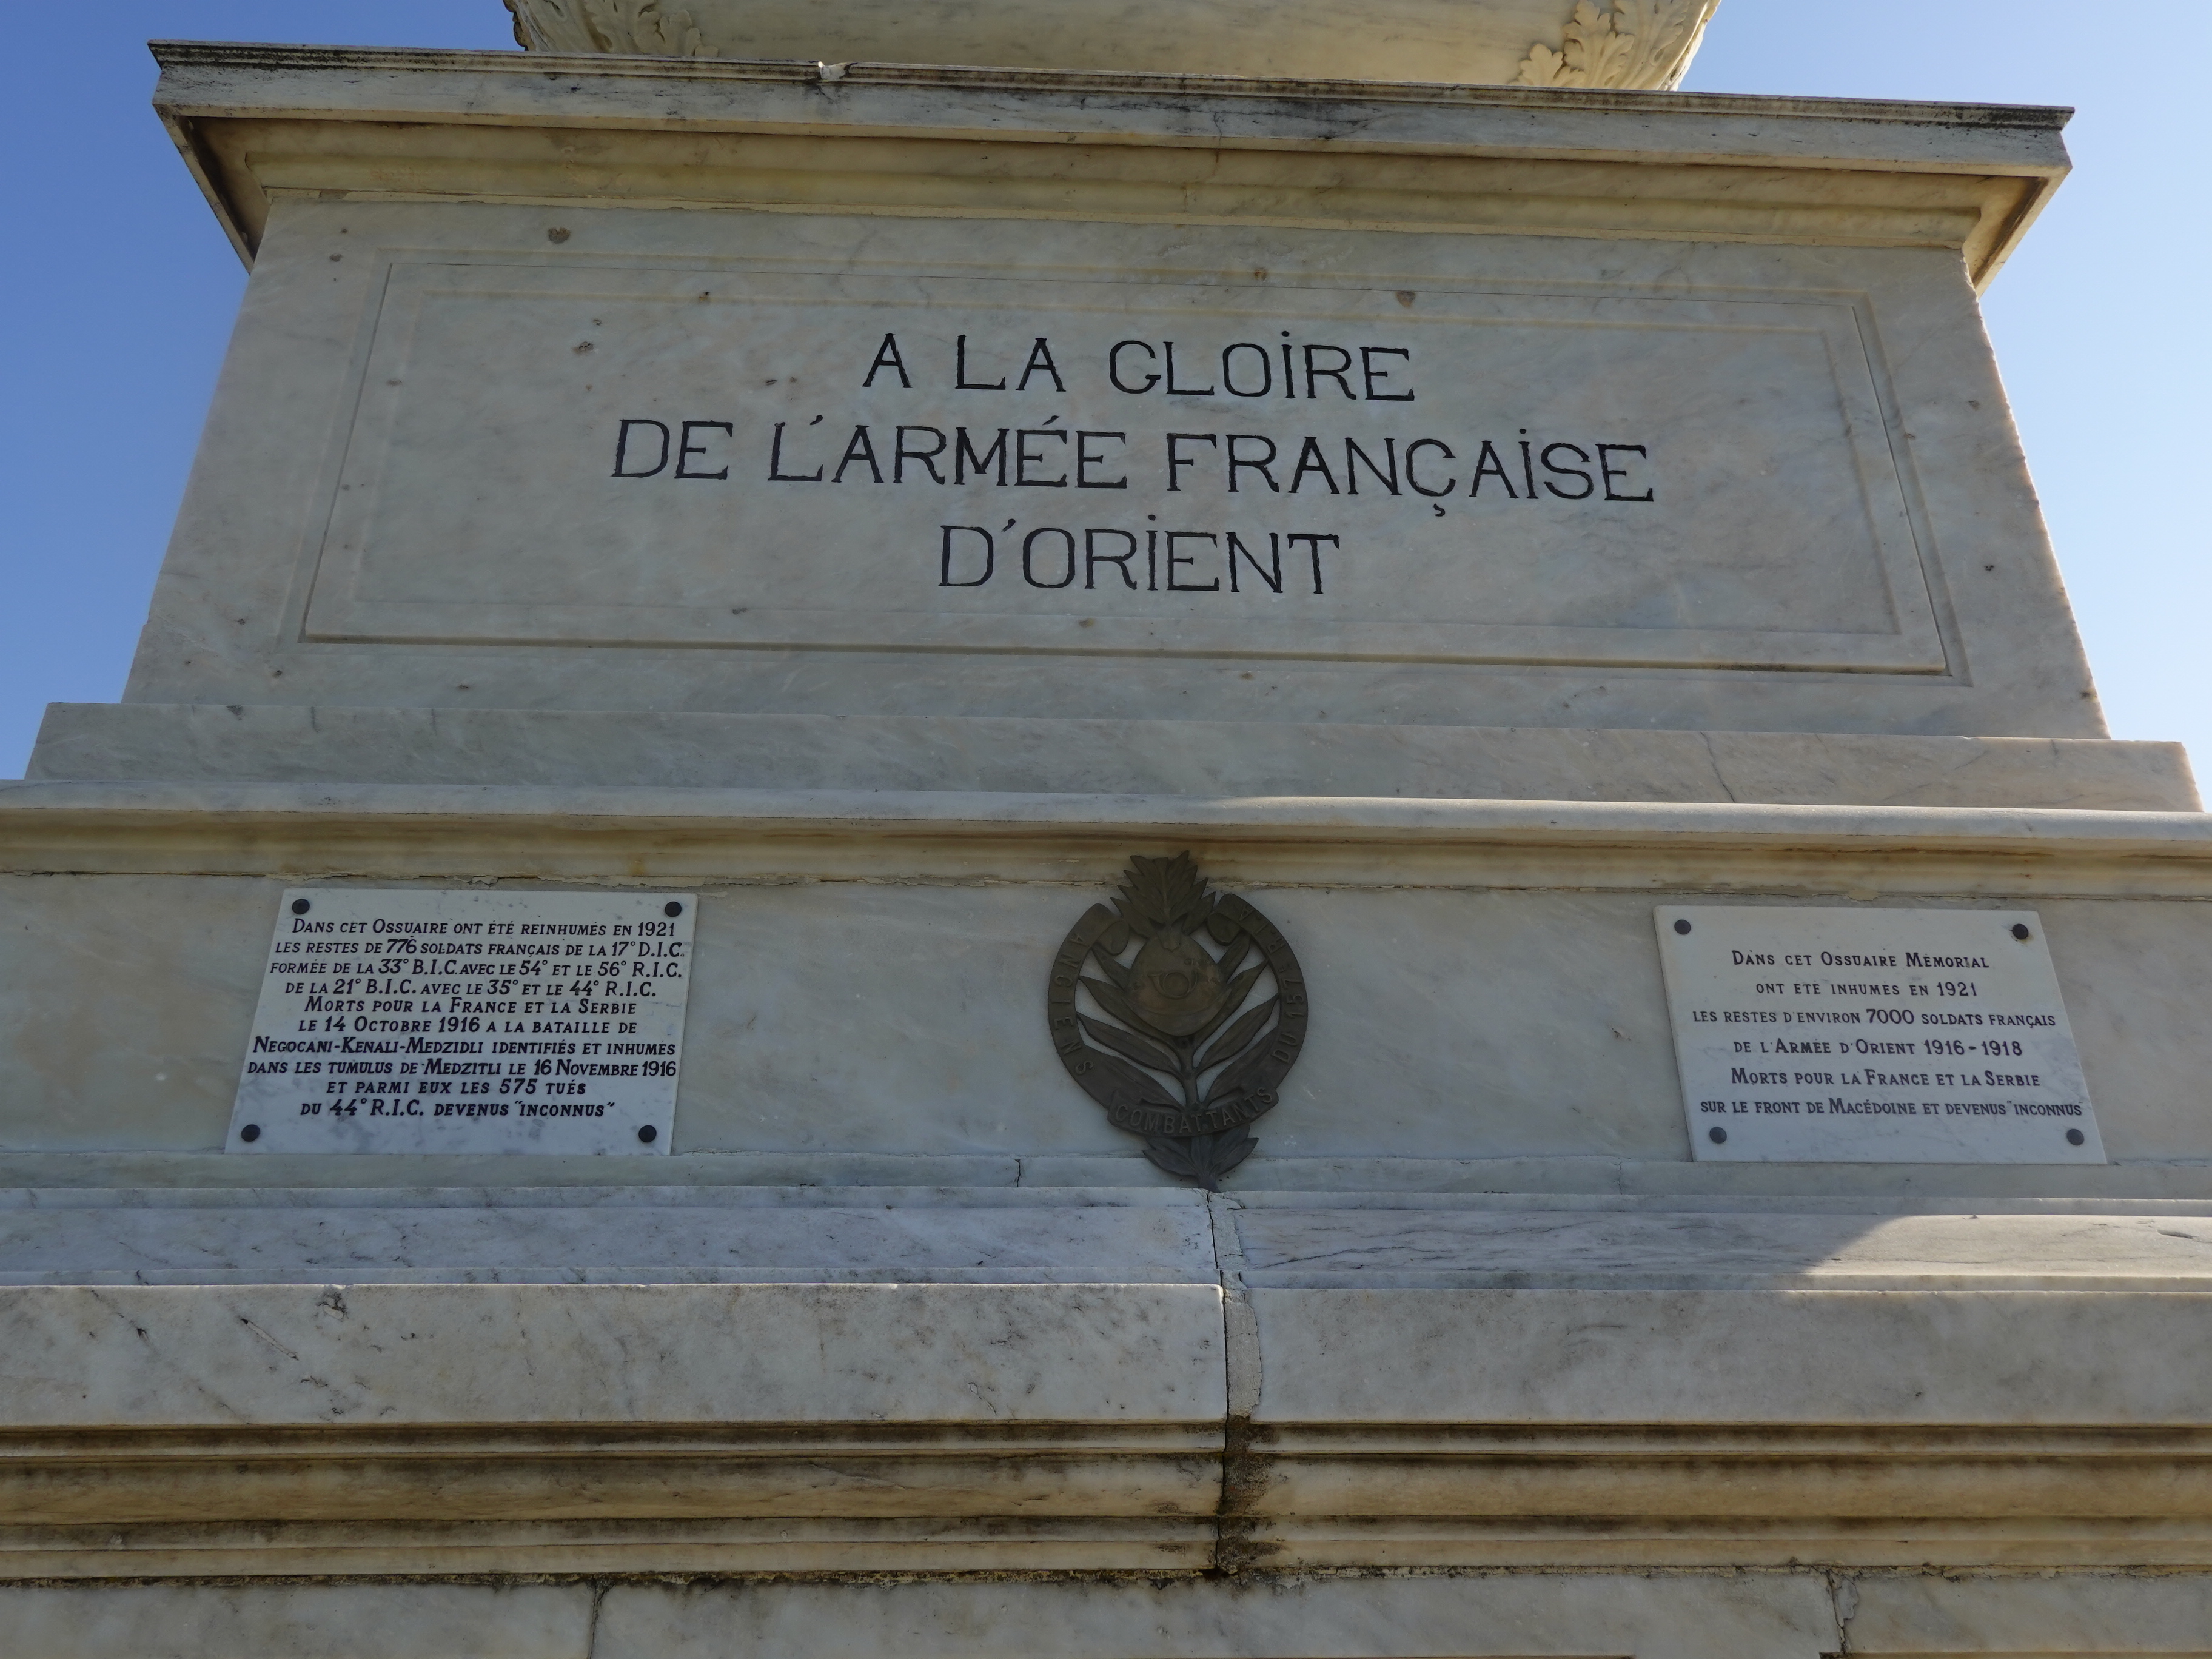 A LA GLOIRE
DE L'ARMÉE FRANÇAISE
D'ORIENT
DANS CET OSSUAIRE ONT ÉTÉ REINHUMÉS EN 1921
LES RESTES DE 776 SOLDATS FRANÇAIS DE LA 17° D.I.C.
FORMÉE DE LA 33° B.I.C. AVEC LE 54° ET LE 56° R.I.C.
DE LA 21° B.I.C. AVEC LE 35° ET LE 44° R.I.C.
MORTS POUR LA FRANCE ET LA SERBIE
LE 14 OCTOBRE 1916 A LA BATAILLE DE
NEGOCANI-KENALI-MEDZIDLI IDENTIFIÉS ET INHUMÉS
DANS LES TUMULUS DE MEDZITLI LE 16 NOVEMBRE 1916
ET PARMI EUX LES 575 TUÉS
DU 44° R.I.C. DEVENUS "INCONNUS"
ANCIENS
COMBATTANTS
DU 157 R.I.A.
DANS CET OSSUAIRE MÉMORIAL
ONT ETE INHUMÉS EN 1921
LES RESTES D'ENVIRON 7000 SOLDATS FRANÇAIS
DE L'ARMÉE D'ORIENT 1916-1918
MORTS POUR LA FRANCE ET LA SERBIE
SUR LE FRONT DE MACÉDOINE ET DEVENUS "INCONNUS